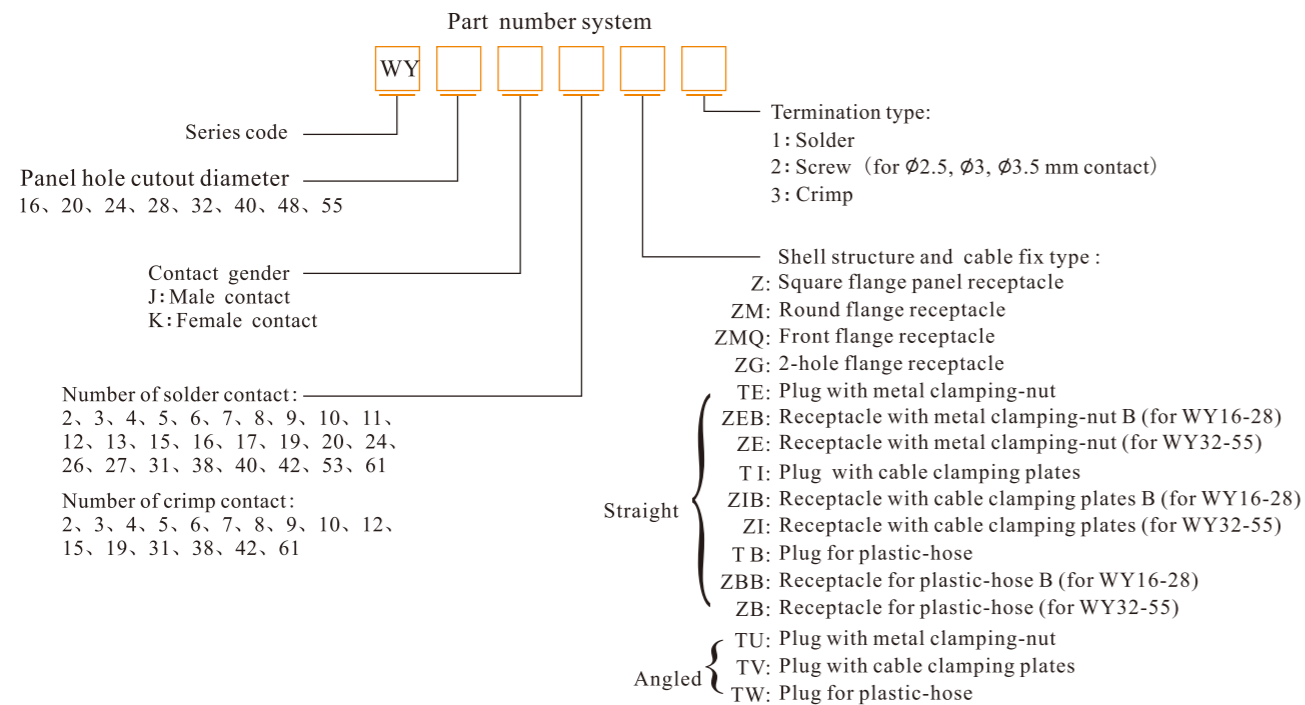 Part number system
WY
Series code
Panel hole cutout diameter
16、20、24、28、32、40、48、55
Contact gender
J:Male contact
K:Female contact
Number of solder contact:
2、3、4、5、6、7、8、9、10、11、
12、13、15、16、17、19、20、24、
26、27、31、38、40、42、53、61
Number of crimp contact:
2、3、4、5、6、7、8、9、10、12、
15、19、31、38、42、61
Termination type:
1:Solder
2:Screw（for Ø2.5, Ø3, Ø3.5 mm contact）
3:Crimp
Shell structure and cable fix type :
Z: Square flange panel receptacle
ZM: Round flange receptacle
ZMQ: Front flange receptacle
ZG: 2-hole flange receptacle
Straight
TE: Plug with metal clamping-nut
ZEB: Receptacle with metal clamping-nut B (for WY16-28)
ZE: Receptacle with metal clamping-nut (for WY32-55)
T I: Plug with cable clamping plates
ZIB: Receptacle with cable clamping plates B (for WY16-28)
ZI: Receptacle with cable clamping plates (for WY32-55)
T B: Plug for plastic-hose
ZBB: Receptacle for plastic-hose B (for WY16-28)
ZB: Receptacle for plastic-hose (for WY32-55)
Angled
TU: Plug with metal clamping-nut
TV: Plug with cable clamping plates
TW: Plug for plastic-hose